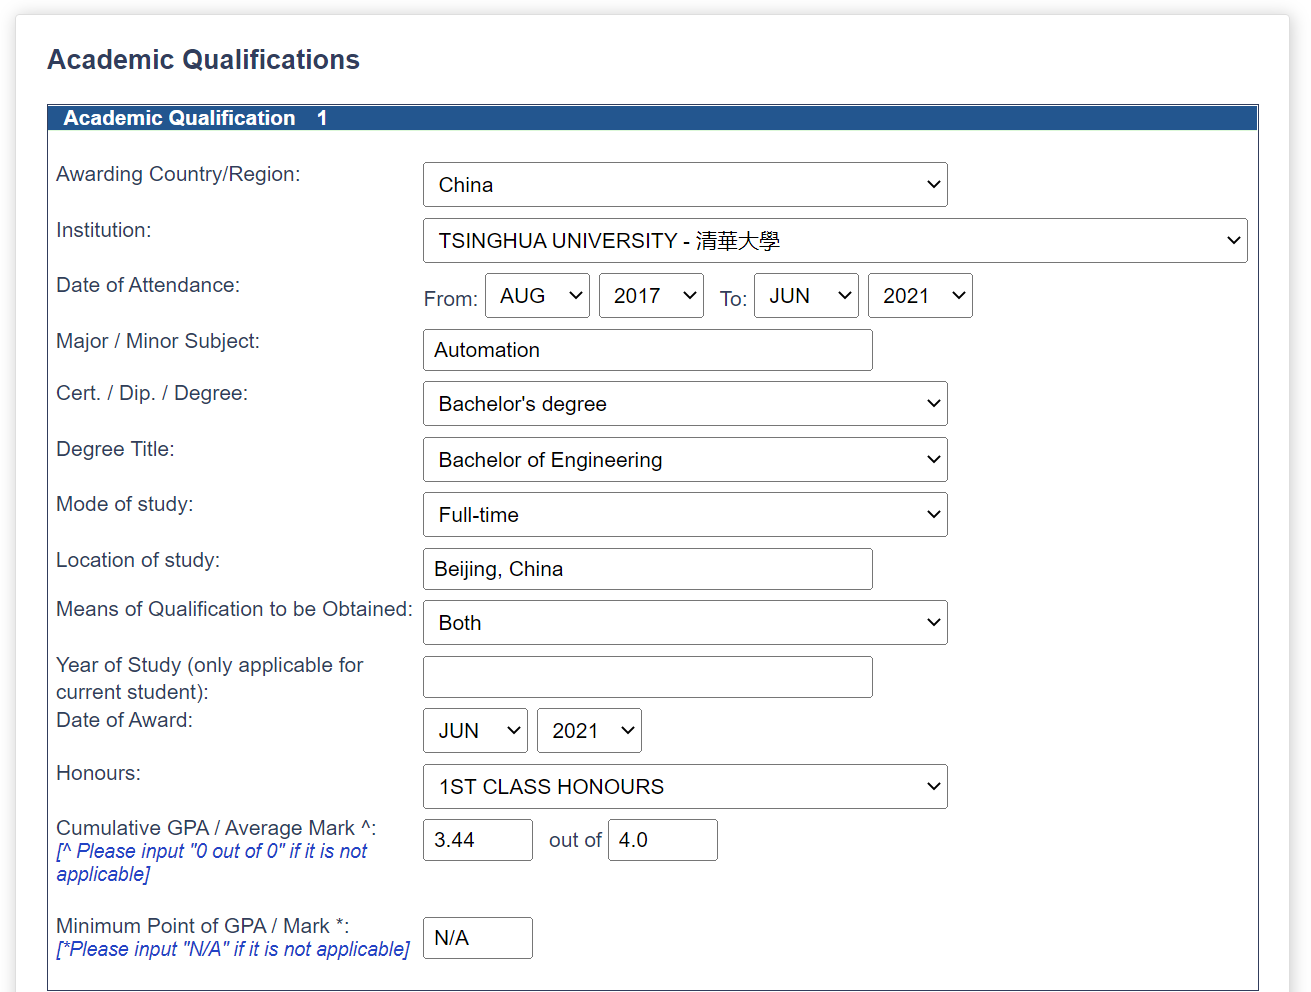 Academic Qualifications
Academic Qualification 1
Awarding Country/Region: China
Institution: TSINGHUA UNIVERSITY - 清華大學
Date of Attendance: From: AUG 2017 To: JUN 2021
Major / Minor Subject: Automation
Cert. / Dip. / Degree: Bachelor's degree
Degree Title: Bachelor of Engineering
Mode of study: Full-time
Location of study: Beijing, China
Means of Qualification to be Obtained: Both
Year of Study (only applicable for
current student):
Date of Award: JUN 2021
Honours: 1ST CLASS HONOURS
Cumulative GPA / Average Mark ^: 3.44 out of 4.0
[^ Please input "0 out of 0" if it is not
applicable]
Minimum Point of GPA / Mark *: N/A
[*Please input "N/A" if it is not applicable]